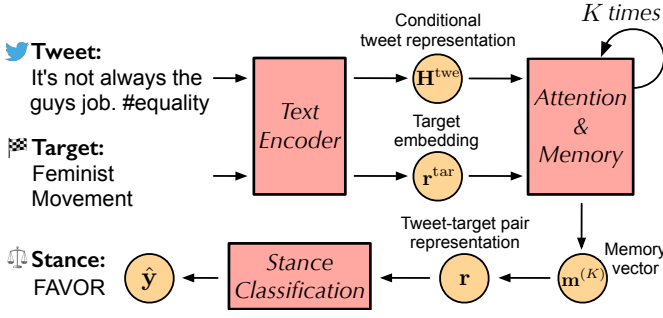 Tweet:
It's not always the
guys job. #equality
Target:
Feminist
Movement
Text
Encoder
Conditional
tweet representation
H^twe
Target
embedding
r^tar
K times
Attention
&
Memory
Stance:
FAVOR
ŷ
Stance
Classification
Tweet-target pair
representation
r
Memory
vector
m^(K)